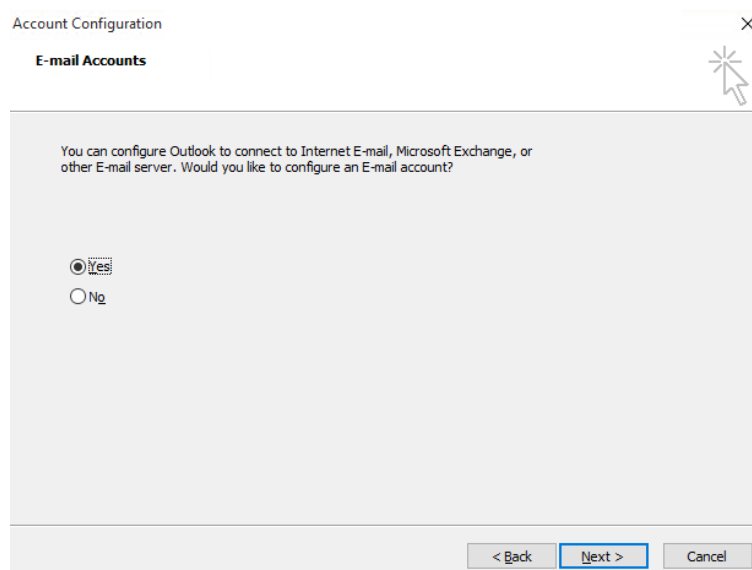 Account Configuration
E-mail Accounts
You can configure Outlook to connect to Internet E-mail, Microsoft Exchange, or
other E-mail server. Would you like to configure an E-mail account?
Yes
No
< Back Next > Cancel